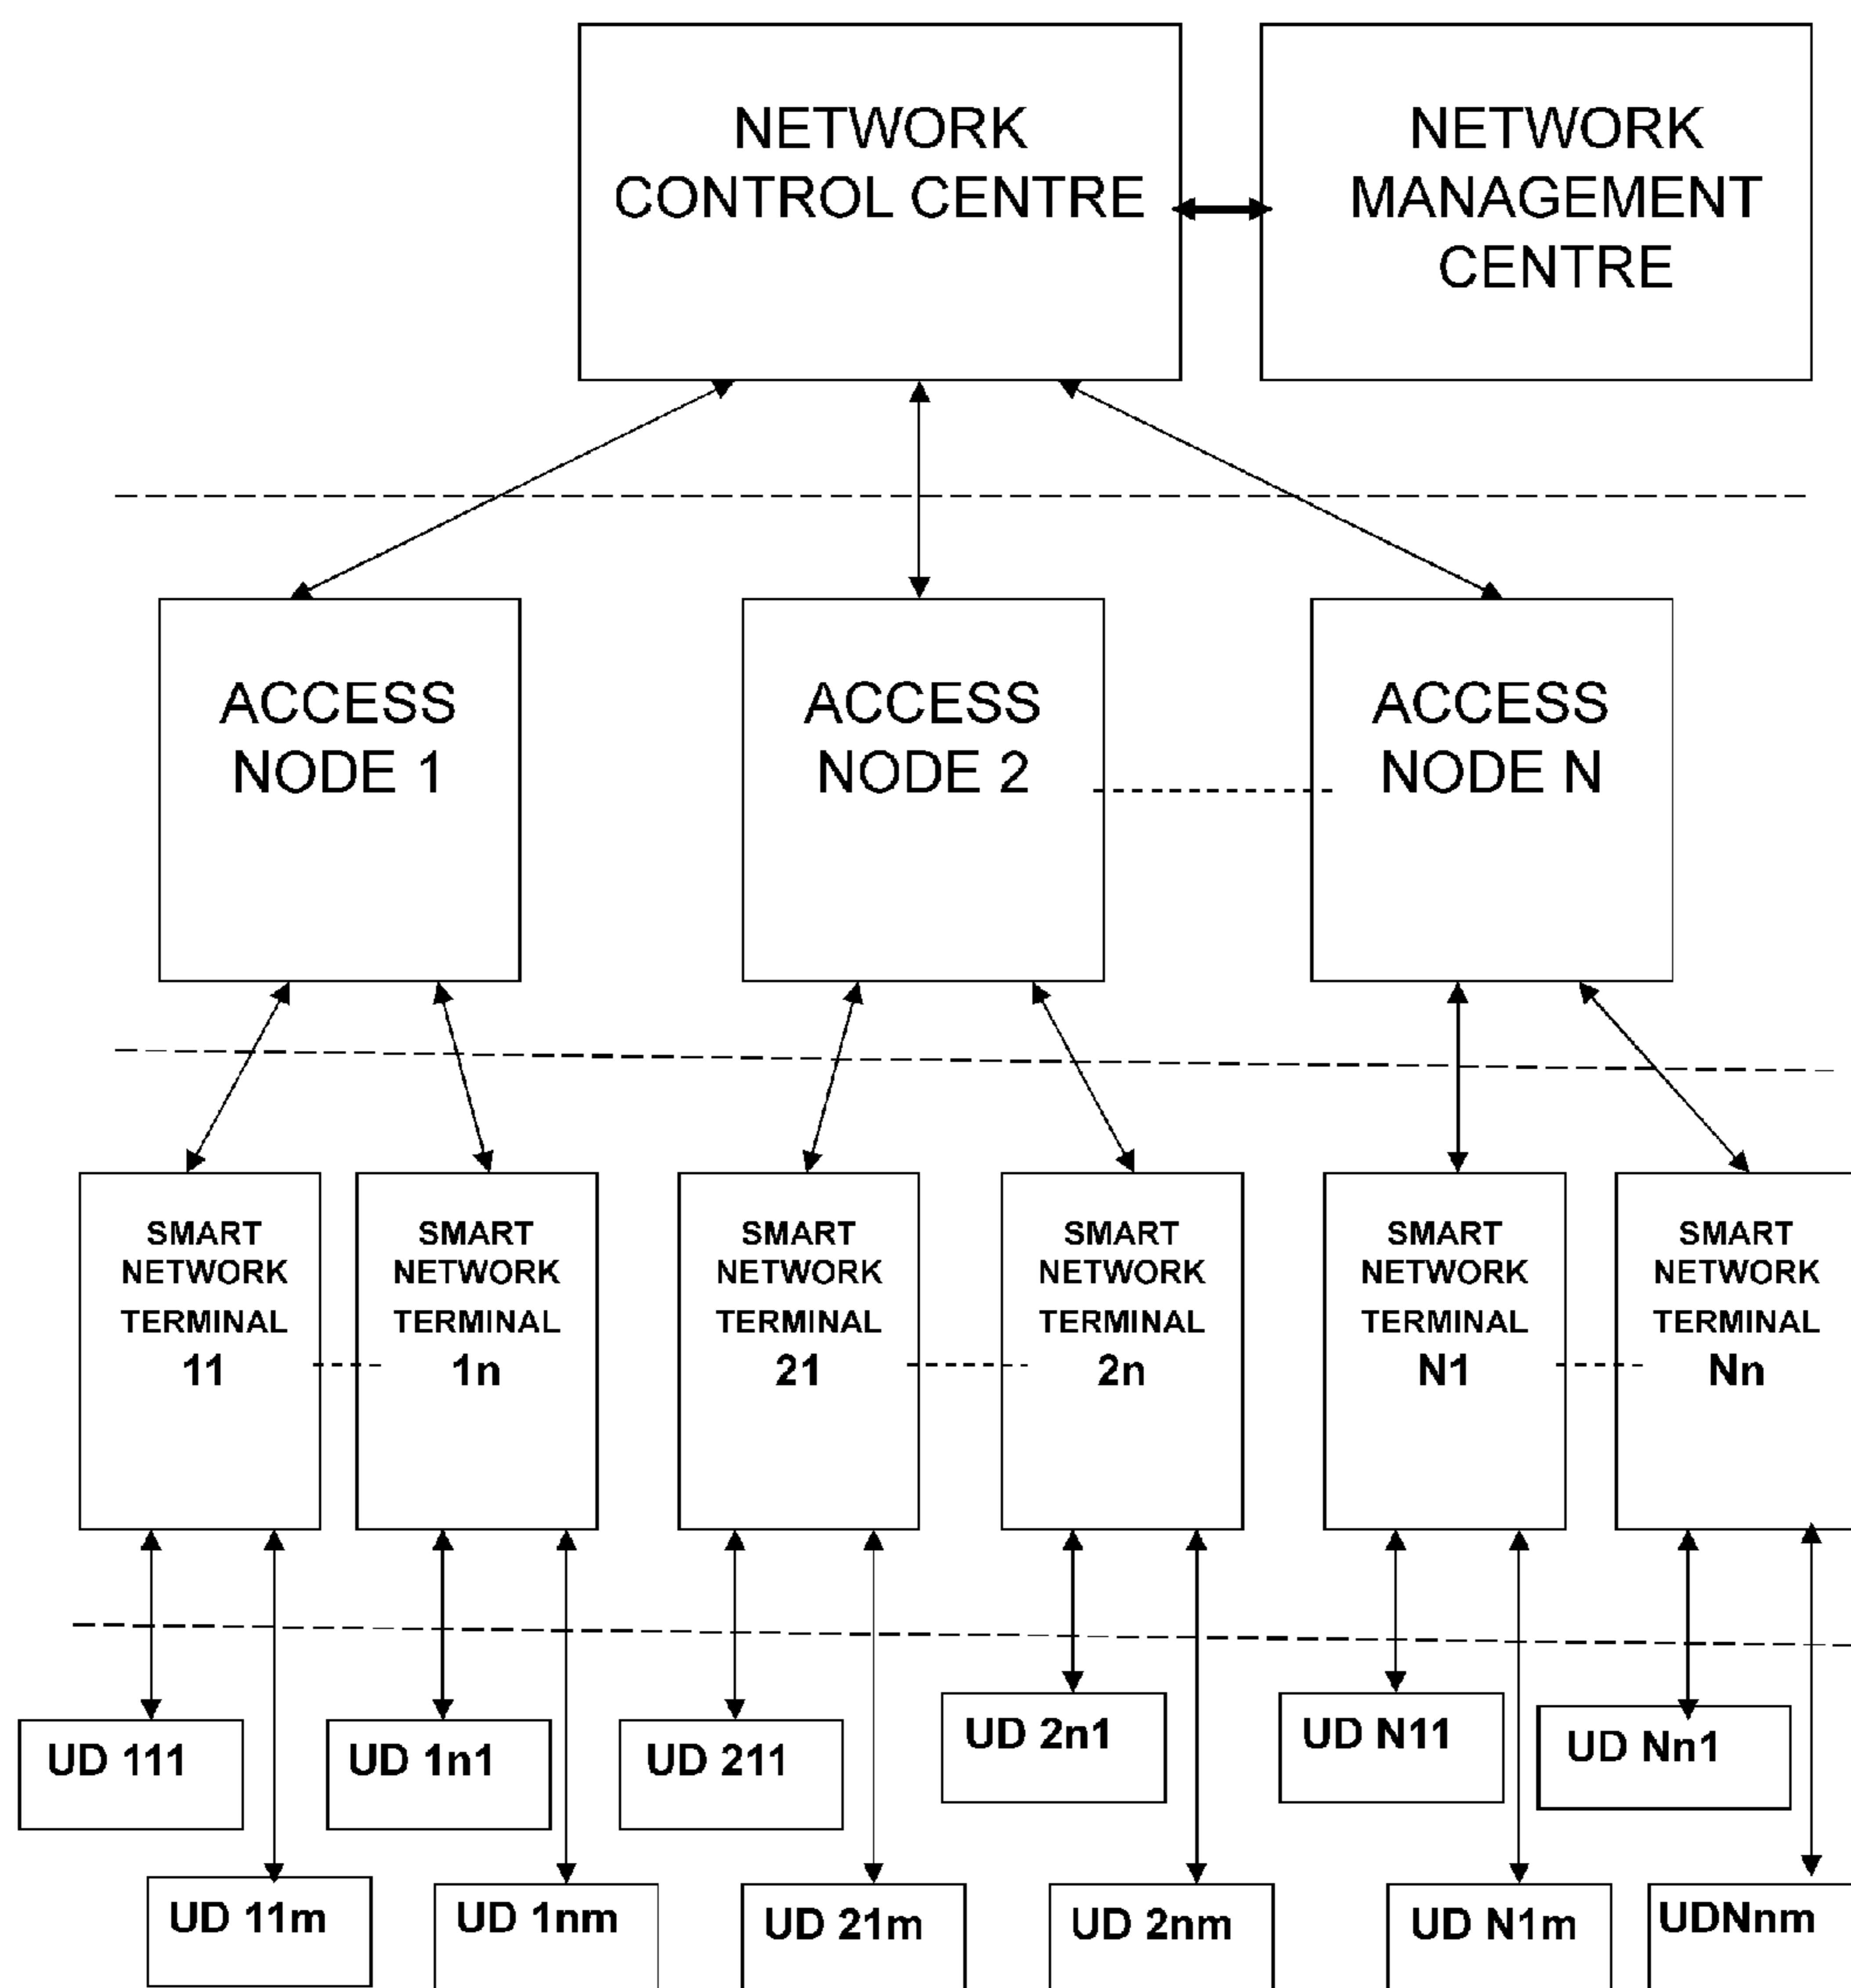 NETWORK
CONTROL CENTRE
NETWORK
MANAGEMENT
CENTRE
ACCESS
NODE 1
ACCESS
NODE 2
ACCESS
NODE N
SMART
NETWORK
TERMINAL
11
SMART
NETWORK
TERMINAL
1n
SMART
NETWORK
TERMINAL
21
SMART
NETWORK
TERMINAL
2n
SMART
NETWORK
TERMINAL
N1
SMART
NETWORK
TERMINAL
Nn
UD 111
UD 1n1
UD 211
UD 2n1
UD N11
UD Nn1
UD 11m
UD 1nm
UD 21m
UD 2nm
UD N1m
UDNnm